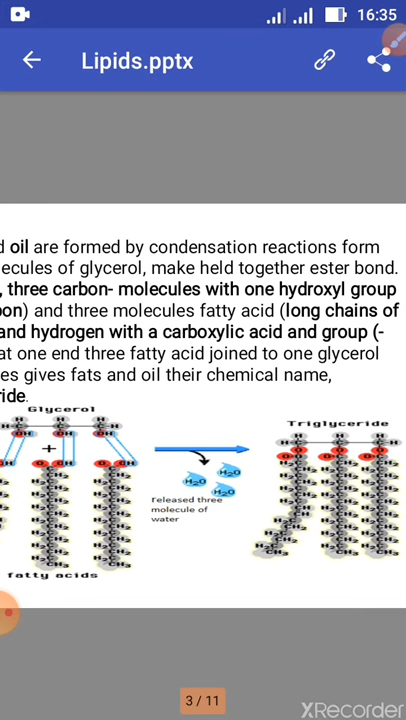 16:35
Lipids.pptx
d oil are formed by condensation reactions form
ecules of glycerol, make held together ester bond.
, three carbon- molecules with one hydroxyl group
bon) and three molecules fatty acid (long chains of
and hydrogen with a carboxylic acid and group (-
at one end three fatty acid joined to one glycerol
es gives fats and oil their chemical name,
ride.
Glycerol
Triglyceride
+
H₂O
H₂O
H₂O
released three
molecule of
water
fatty acids
3 / 11
XRecorder